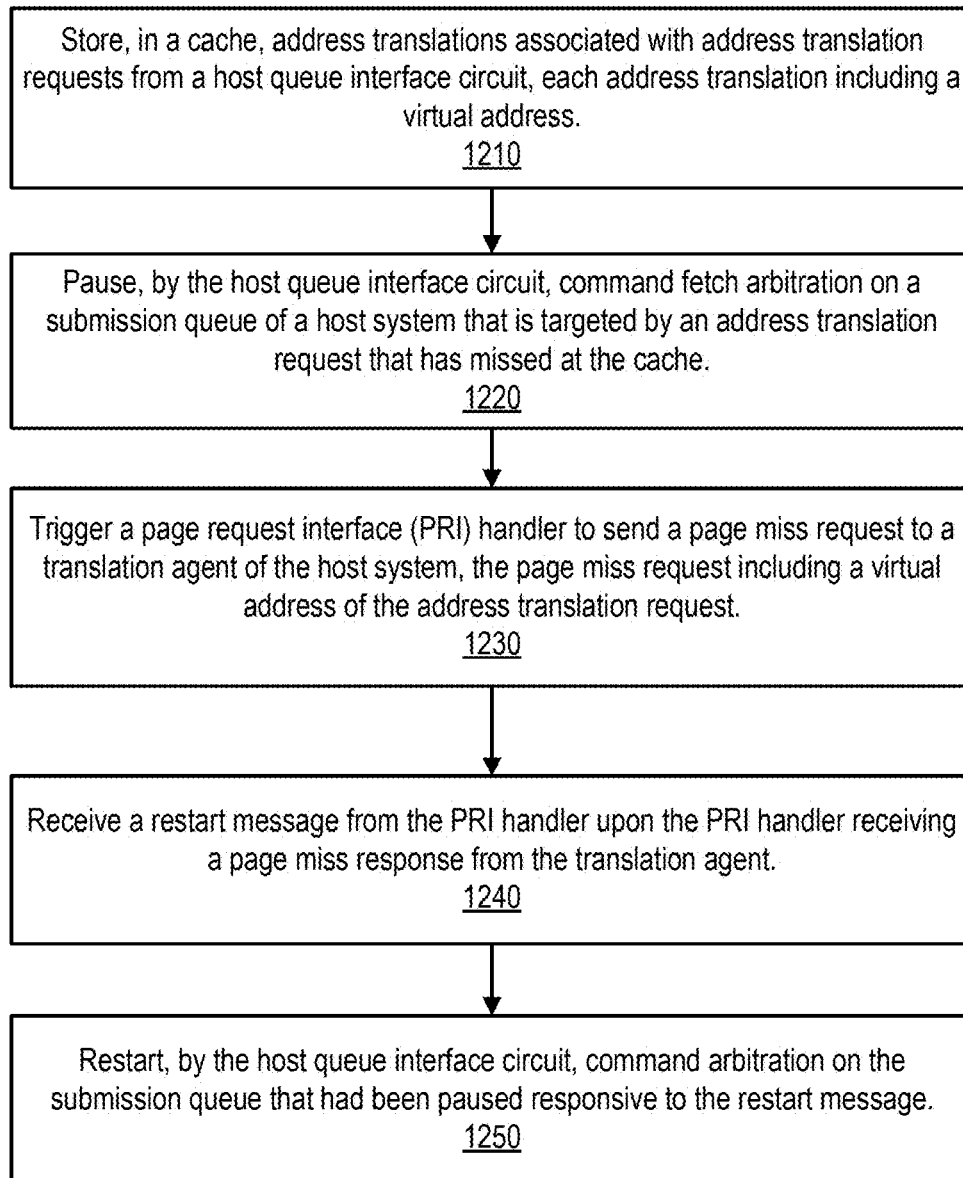 Store, in a cache, address translations associated with address translation
requests from a host queue interface circuit, each address translation including a
virtual address.
1210
Pause, by the host queue interface circuit, command fetch arbitration on a
submission queue of a host system that is targeted by an address translation
request that has missed at the cache.
1220
Trigger a page request interface (PRI) handler to send a page miss request to a
translation agent of the host system, the page miss request including a virtual
address of the address translation request.
1230
Receive a restart message from the PRI handler upon the PRI handler receiving
a page miss response from the translation agent.
1240
Restart, by the host queue interface circuit, command arbitration on the
submission queue that had been paused responsive to the restart message.
1250